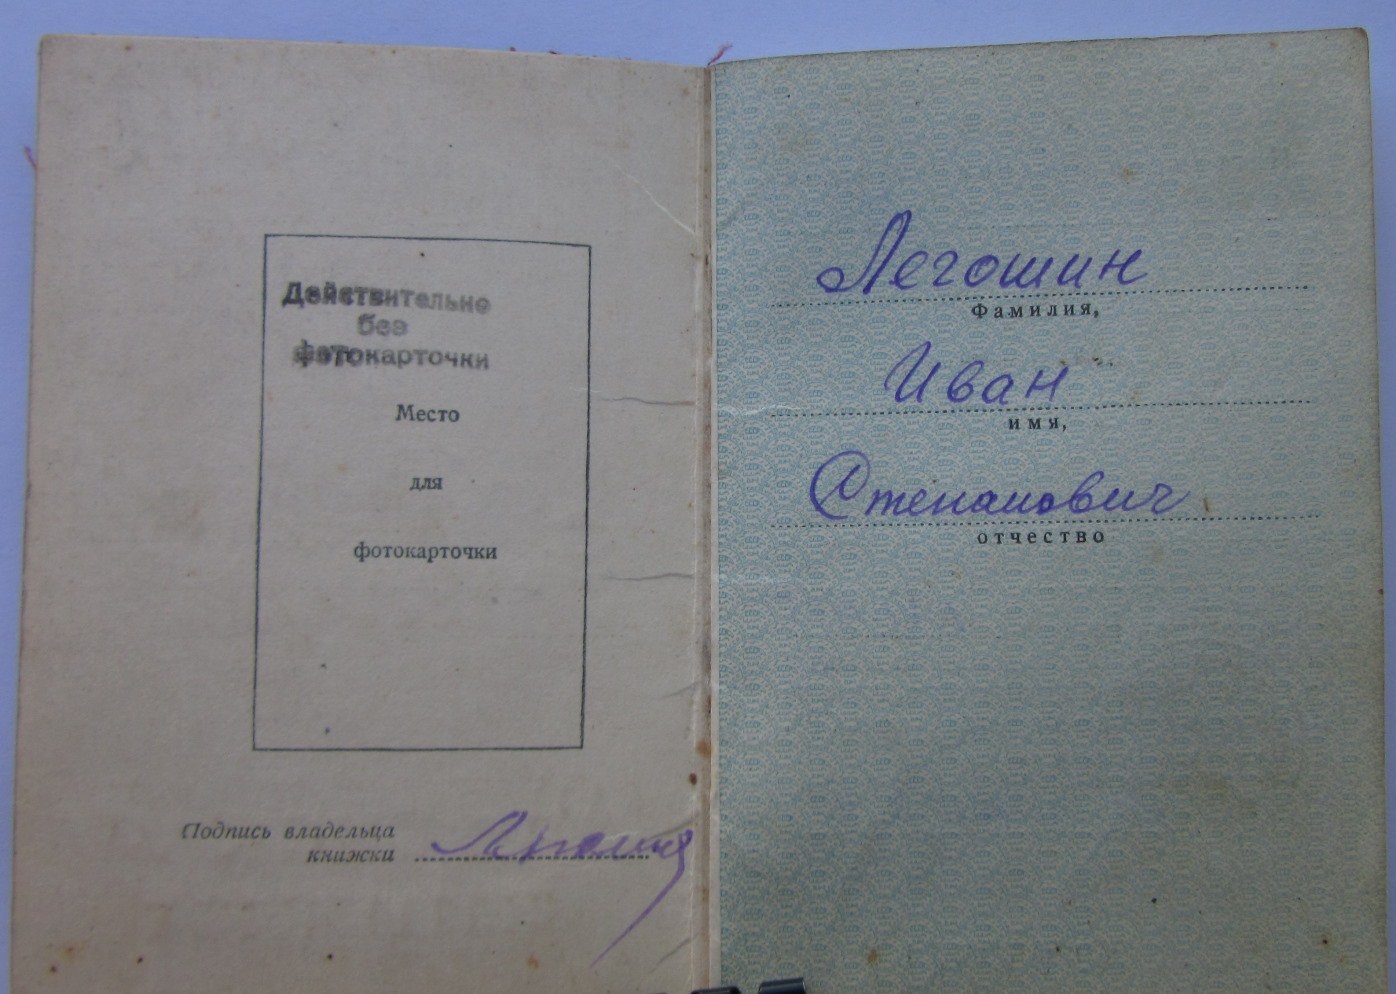 Действительно
без
фотокарточки
Место
для
фотокарточки
Подпись владельца
книжки
Легошин
Фамилия,
Иван
имя,
Степанович
отчество